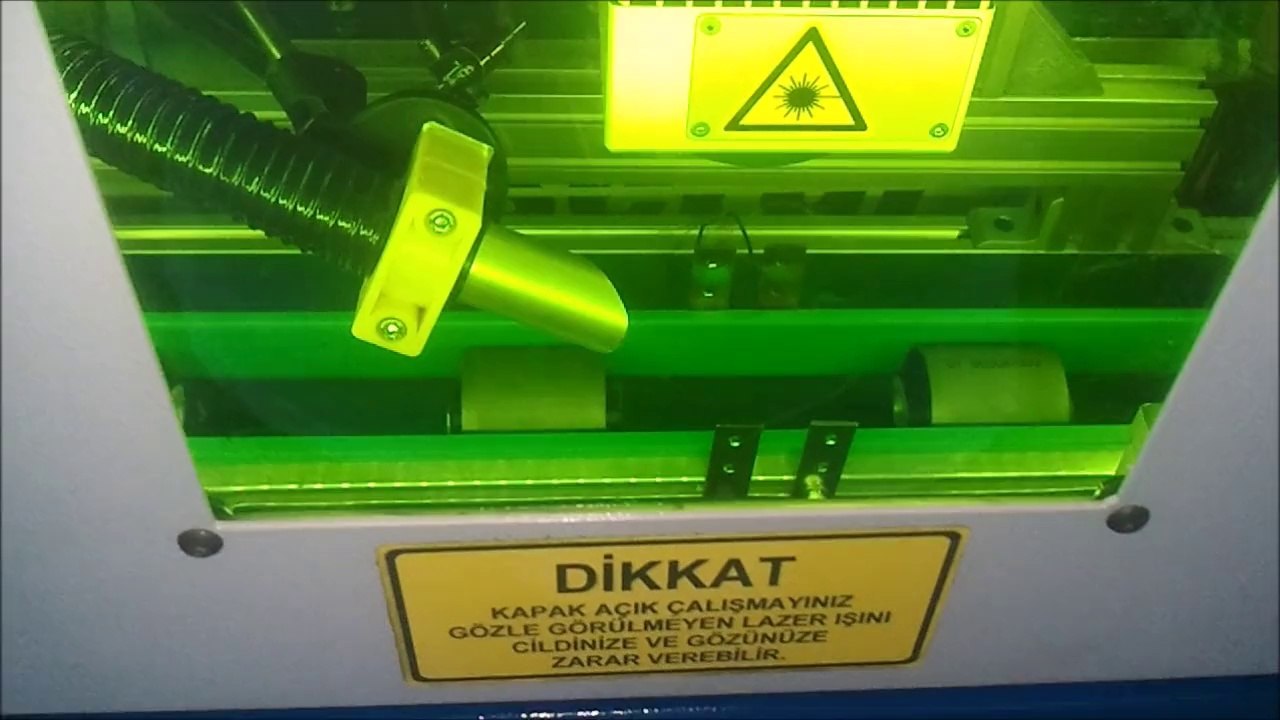 DİKKAT
KAPAK AÇIK ÇALIŞMAYINIZ
GÖZLE GÖRÜLMEYEN LAZER IŞINI
CİLDİNİZE VE GÖZÜNÜZE
ZARAR VEREBİLİR.